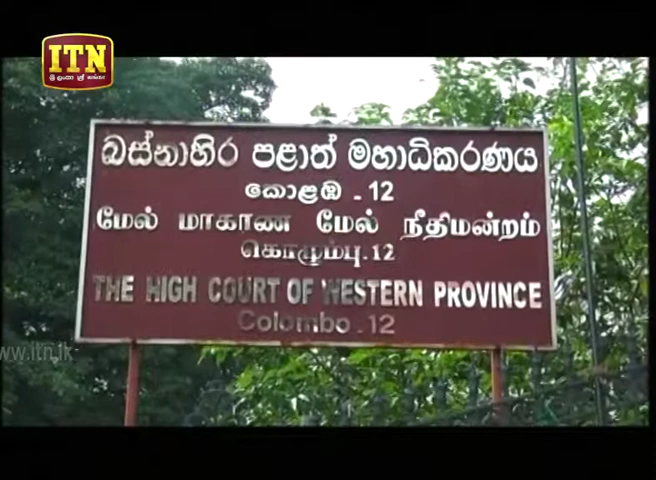 ITN
බස්නාහිර පළාත් මහාධිකරණය
කොළඹ - 12
மேல் மாகாண மேல் நீதிமன்றம்
கொழும்பு.12
THE HIGH COURT OF WESTERN PROVINCE
Colombo - 12
www.itn.lk